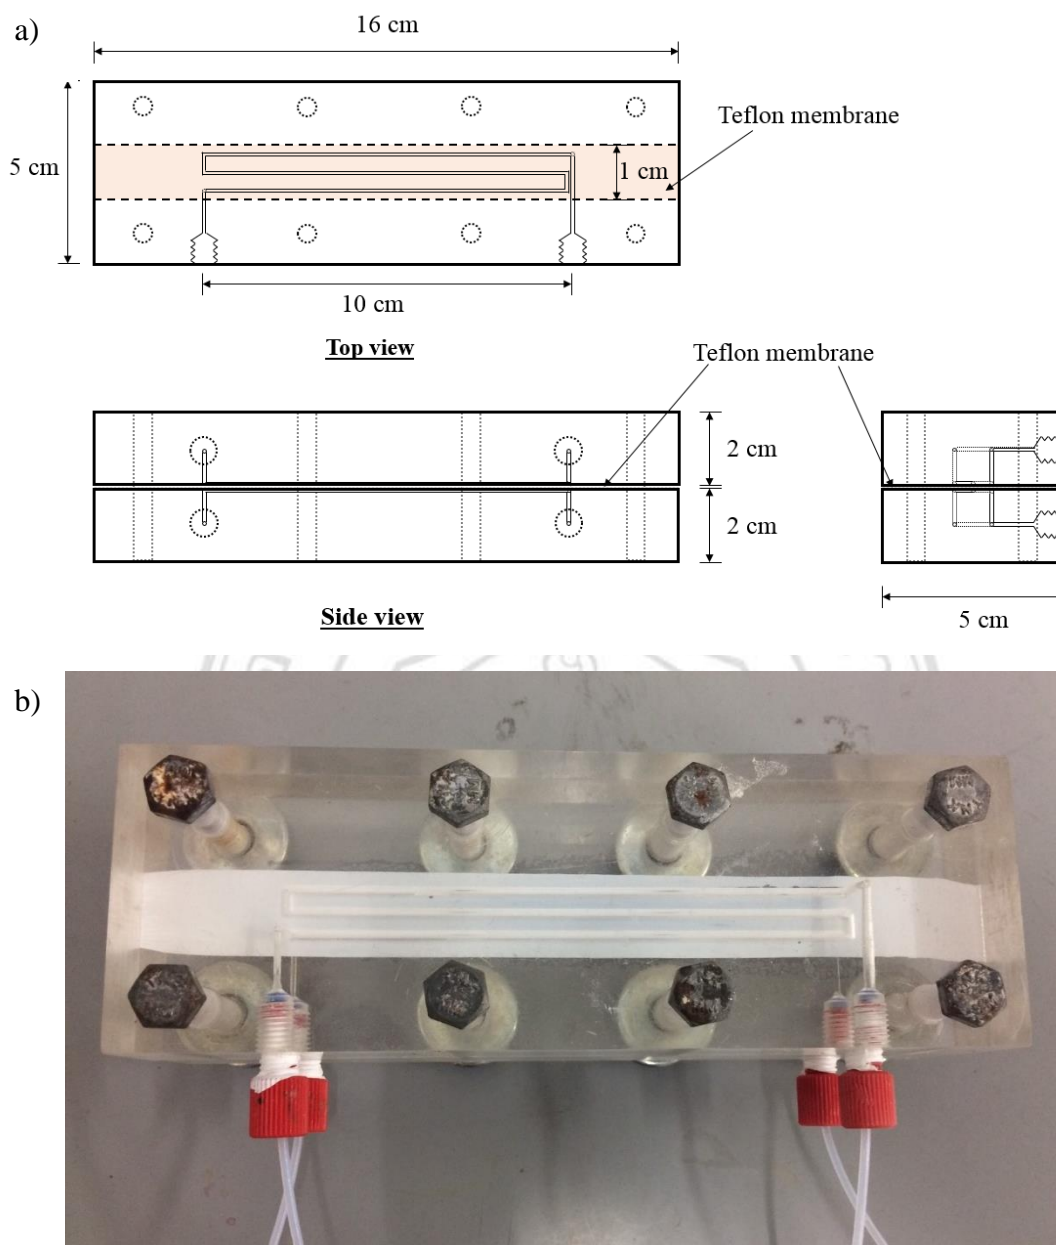 a)
16 cm
Teflon membrane
5 cm
1 cm
10 cm
Top view
Teflon membrane
2 cm
2 cm
Side view
5 cm
b)